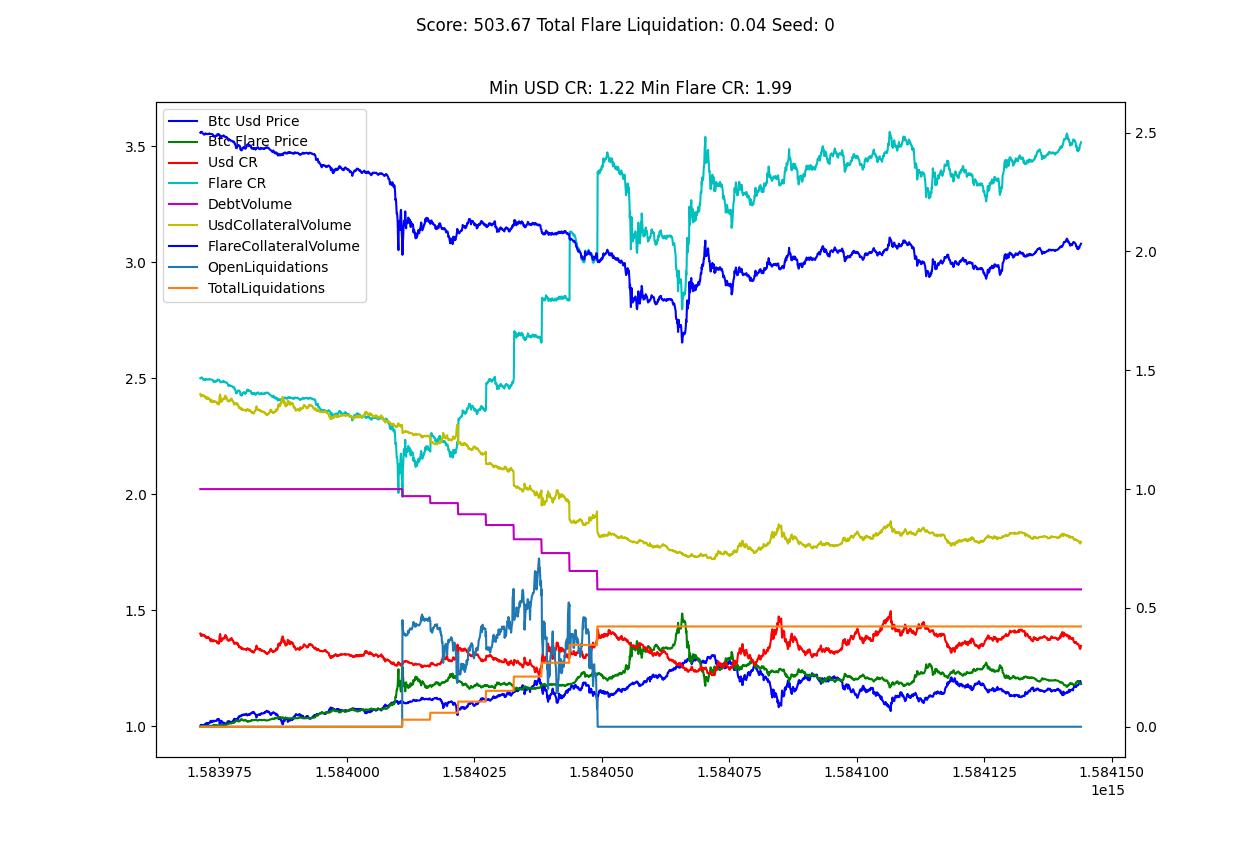 Score: 503.67 Total Flare Liquidation: 0.04 Seed: 0
Min USD CR: 1.22 Min Flare CR: 1.99
Btc Usd Price
Btc Flare Price
Usd CR
Flare CR
DebtVolume
UsdCollateralVolume
FlareCollateralVolume
OpenLiquidations
TotalLiquidations
3.5
3.0
2.5
2.0
1.5
1.0
2.5
2.0
1.5
1.0
0.5
0.0
1.583975 1.584000 1.584025 1.584050 1.584075 1.584100 1.584125 1.584150
1e15